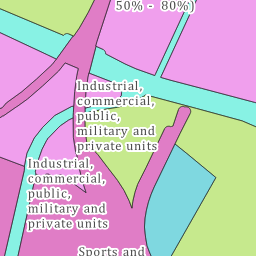 50% - 80%)
Industrial,
commercial,
public,
military and
private units
Industrial,
commercial,
public,
military and
private units
Sports and